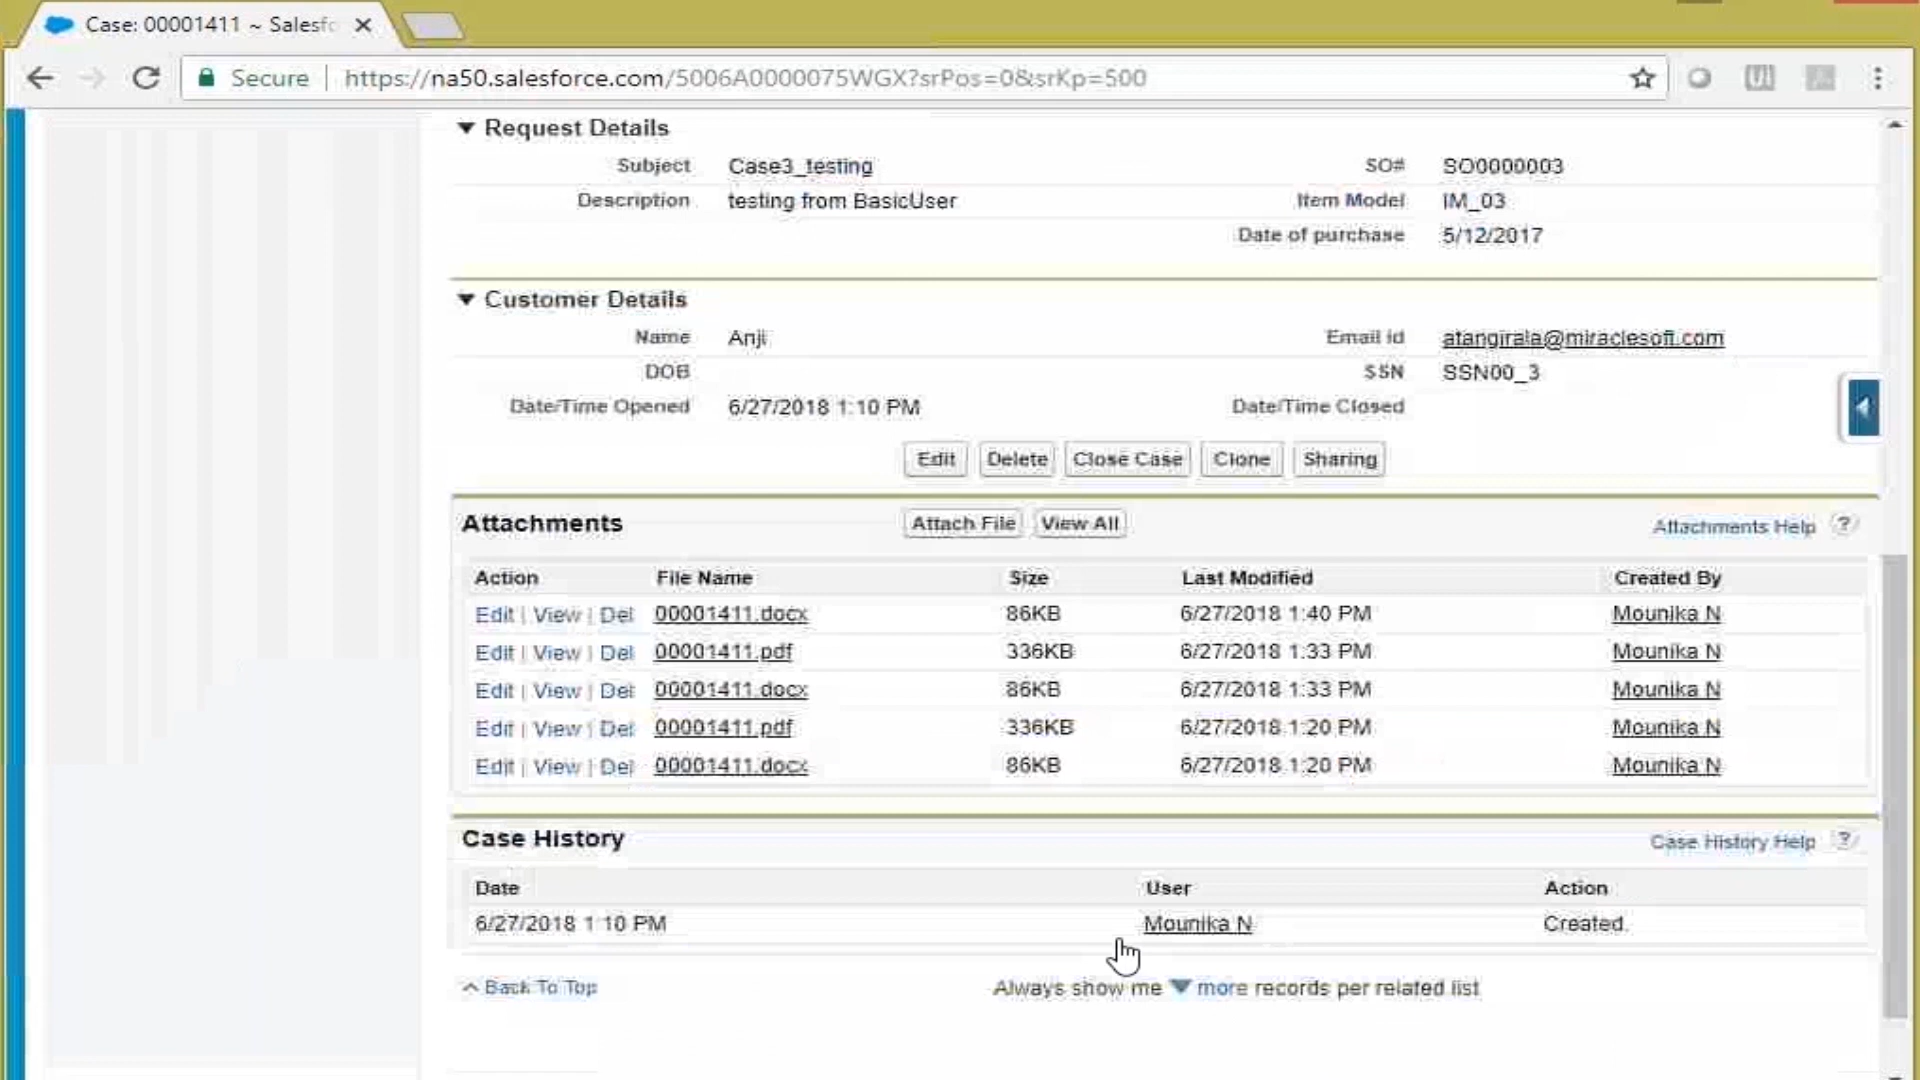 Case: 00001411 ~ Salesfo
Secure https://na50.salesforce.com/5006A0000075WGX?srPos=0&srKp=500
Request Details
Subject Case3_testing SO# SO0000003
Description testing from BasicUser Item Model IM_03
Date of purchase 5/12/2017
Customer Details
Name Anji Email id atangirala@miraclesoft.com
DOB SSN SSN00_3
Date/Time Opened 6/27/2018 1:10 PM Date/Time Closed
Edit Delete Close Case Clone Sharing
Attachments Attach File View All Attachments Help ?
Action File Name Size Last Modified Created By
Edit | View | Del 00001411.docx 86KB 6/27/2018 1:40 PM Mounika N
Edit | View | Del 00001411.pdf 336KB 6/27/2018 1:33 PM Mounika N
Edit | View | Del 00001411.docx 86KB 6/27/2018 1:33 PM Mounika N
Edit | View | Del 00001411.pdf 336KB 6/27/2018 1:20 PM Mounika N
Edit | View | Del 00001411.docx 86KB 6/27/2018 1:20 PM Mounika N
Case History Case History Help ?
Date User Action
6/27/2018 1:10 PM Mounika N Created.
Back To Top Always show me more records per related list